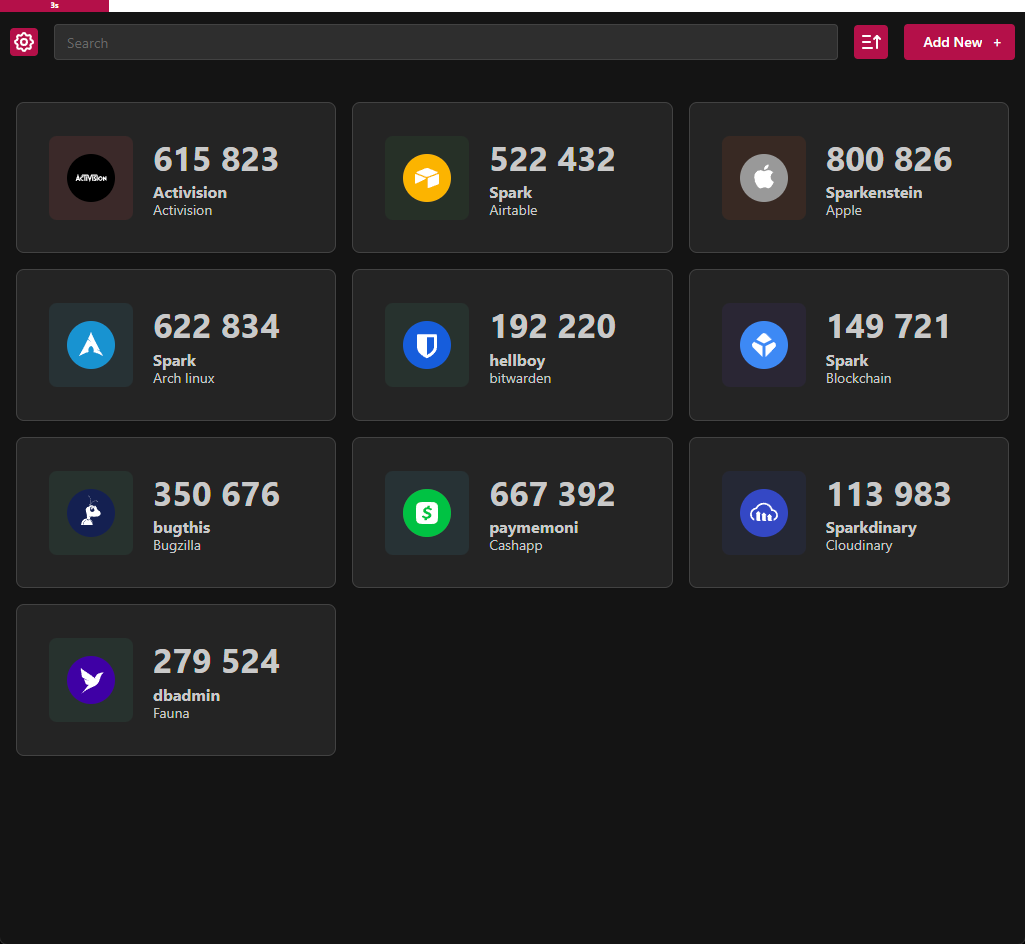 3s
Search
Add New +
615 823
Activision
Activision
ACTIVISION
522 432
Spark
Airtable
800 826
Sparkenstein
Apple
622 834
Spark
Arch linux
192 220
hellboy
bitwarden
149 721
Spark
Blockchain
350 676
bugthis
Bugzilla
667 392
paymemoni
Cashapp
$
113 983
Sparkdinary
Cloudinary
279 524
dbadmin
Fauna